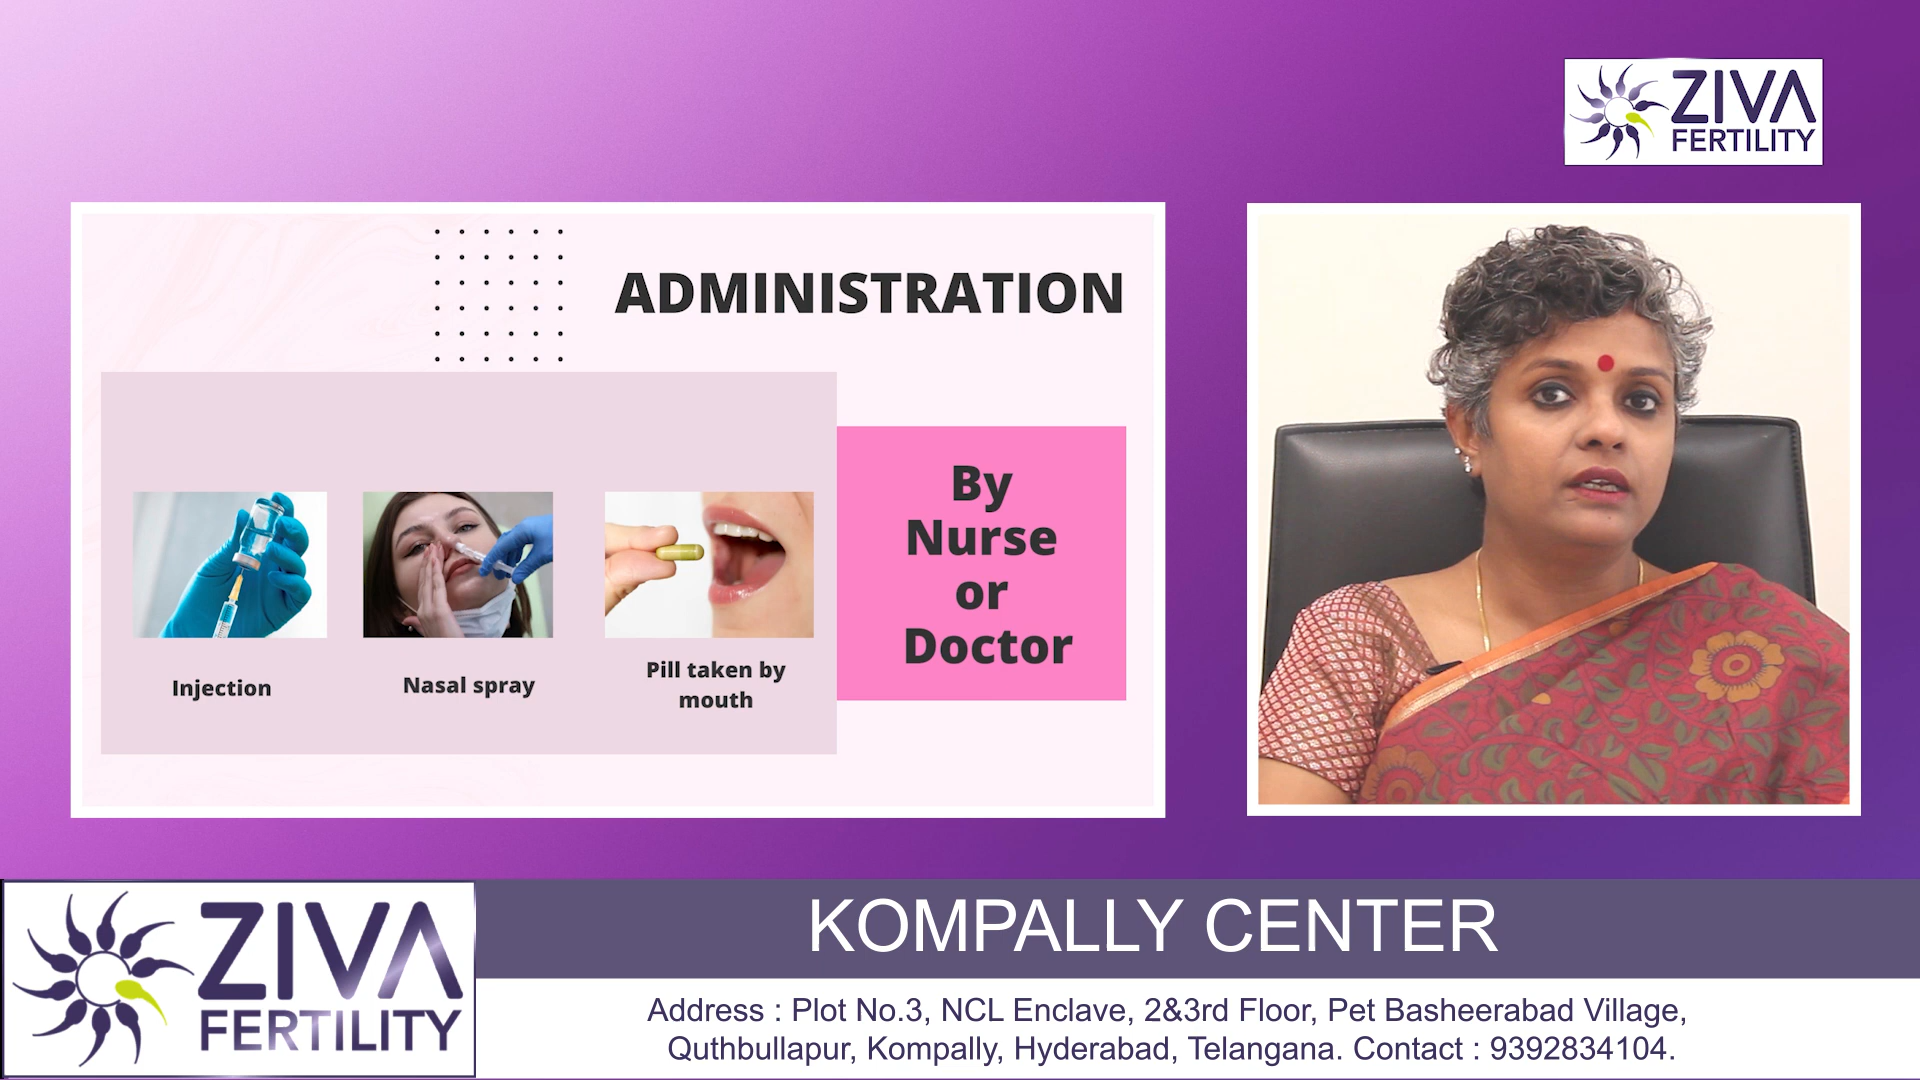 ZIVA
FERTILITY
ADMINISTRATION
Injection
Nasal spray
Pill taken by
mouth
By
Nurse
or
Doctor
ZIVA
FERTILITY
KOMPALLY CENTER
Address : Plot No.3, NCL Enclave, 2&3rd Floor, Pet Basheerabad Village,
Quthbullapur, Kompally, Hyderabad, Telangana. Contact : 9392834104.